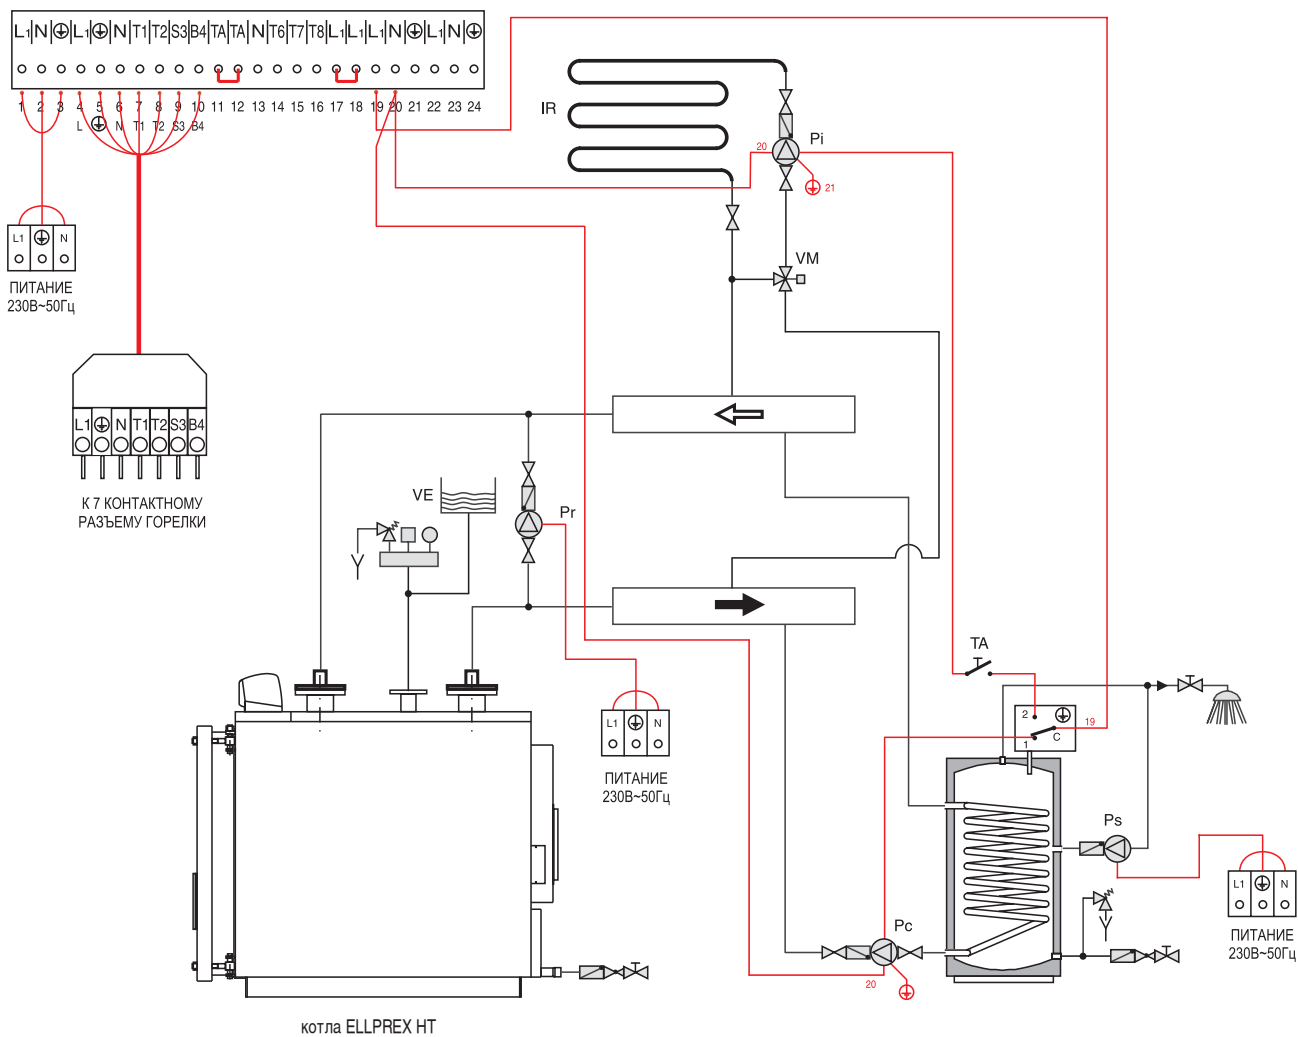 L1 N L1 N T1 T2 S3 B4 TA TA N T6 T7 T8 L1 L1 L1 N L1 N
1 2 3 4 5 6 7 8 9 10 11 12 13 14 15 16 17 18 19 20 21 22 23 24
L N T1 T2 S3 B4
IR
Pi
20
21
L1 N
ПИТАНИЕ
230В~50Гц
VM
L1 N T1 T2 S3 B4
К 7 КОНТАКТНОМУ
РАЗЪЕМУ ГОРЕЛКИ
VE
Pr
TA
2
C
1
19
L1 N
ПИТАНИЕ
230В~50Гц
Ps
L1 N
ПИТАНИЕ
230В~50Гц
Pc
20
котла ELLPREX HT